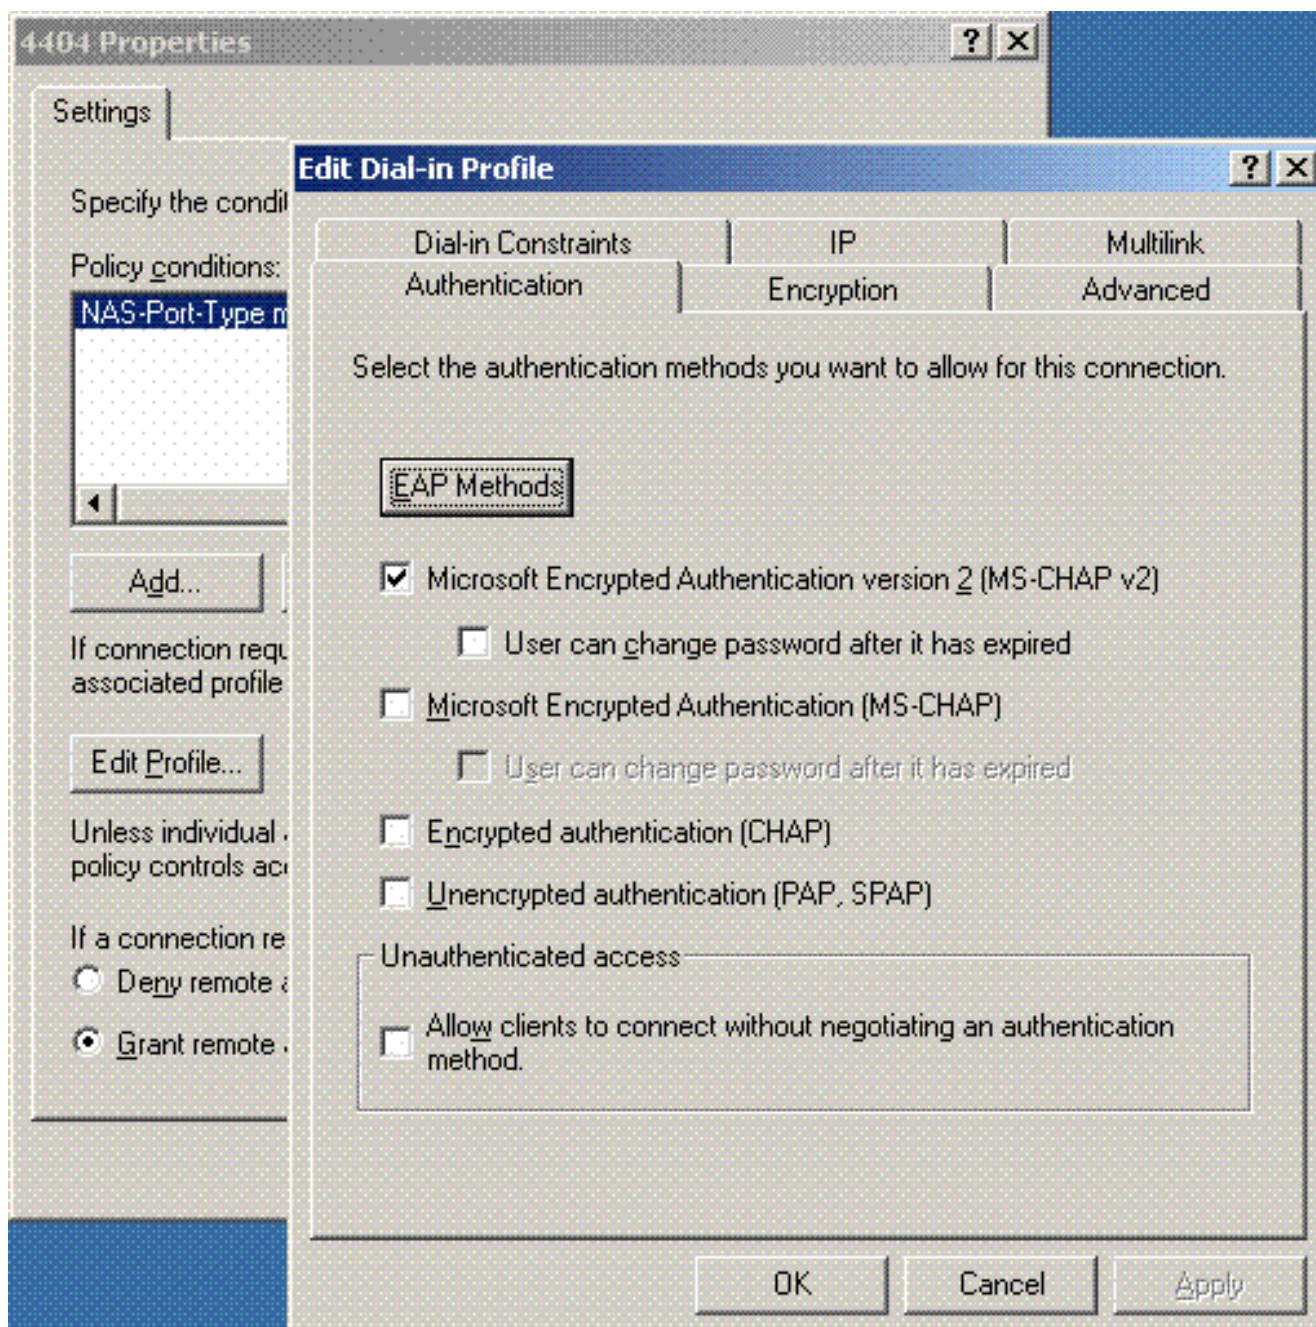 4404 Properties
Settings
Specify the condi
Policy conditions:
NAS-Port-Type m
Add...
If connection requ
associated profile
Edit Profile...
Unless individual
policy controls acc
If a connection re
Deny remote a
Grant remote
Edit Dial-in Profile
Dial-in Constraints
IP
Multilink
Authentication
Encryption
Advanced
Select the authentication methods you want to allow for this connection.
EAP Methods
Microsoft Encrypted Authentication version 2 (MS-CHAP v2)
User can change password after it has expired
Microsoft Encrypted Authentication (MS-CHAP)
User can change password after it has expired
Encrypted authentication (CHAP)
Unencrypted authentication (PAP, SPAP)
Unauthenticated access
Allow clients to connect without negotiating an authentication
method.
OK
Cancel
Apply